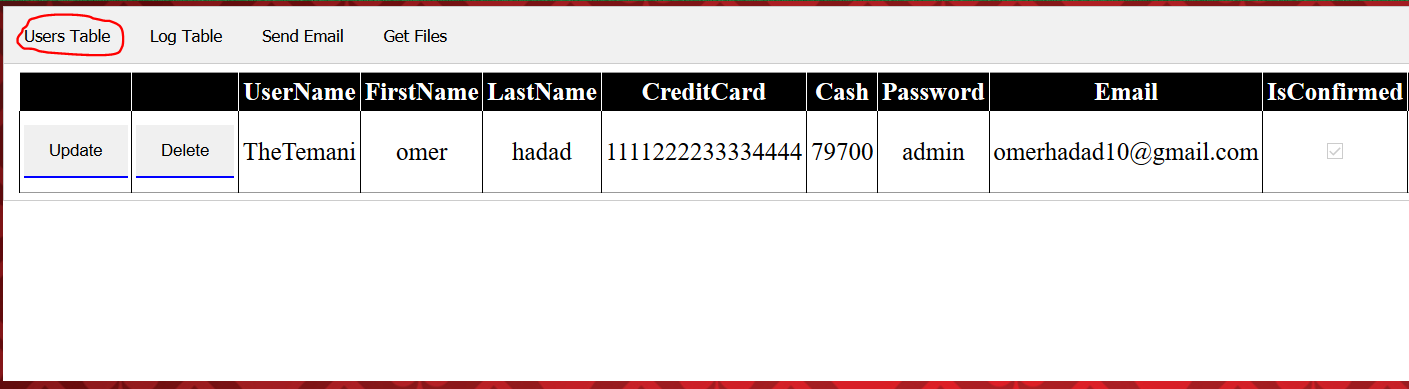 Users Table Log Table Send Email Get Files
UserName FirstName LastName CreditCard Cash Password Email IsConfirmed
Update Delete TheTemani omer hadad 1111222233334444 79700 admin omerhadad10@gmail.com